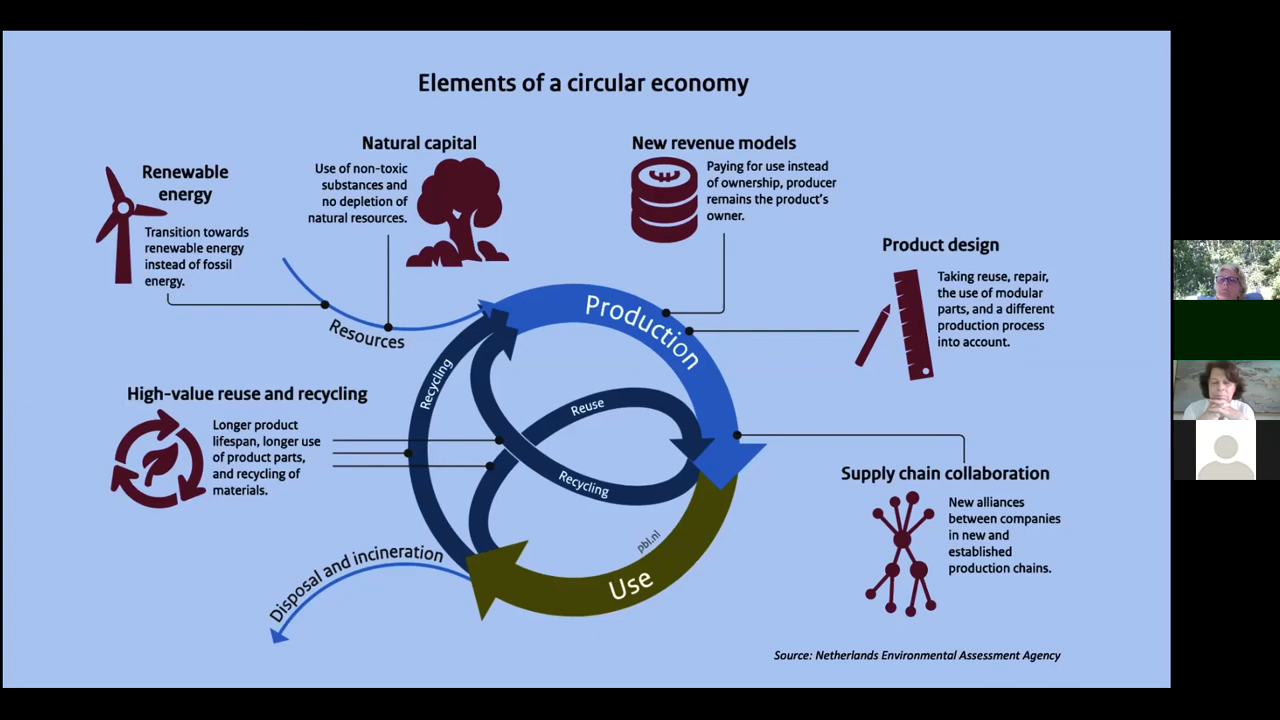 Elements of a circular economy
Natural capital
Use of non-toxic
substances and
no depletion of
natural resources.
New revenue models
Paying for use instead
of ownership, producer
remains the product's
owner.
Renewable
energy
Transition towards
renewable energy
instead of fossil
energy.
Product design
Taking reuse, repair,
the use of modular
parts, and a different
production process
into account.
Resources
Production
Recycling
Reuse
Recycling
High-value reuse and recycling
Longer product
lifespan, longer use
of product parts,
and recycling of
materials.
Supply chain collaboration
New alliances
between companies
in new and
established
production chains.
pbl.nl
Use
Disposal and incineration
Source: Netherlands Environmental Assessment Agency